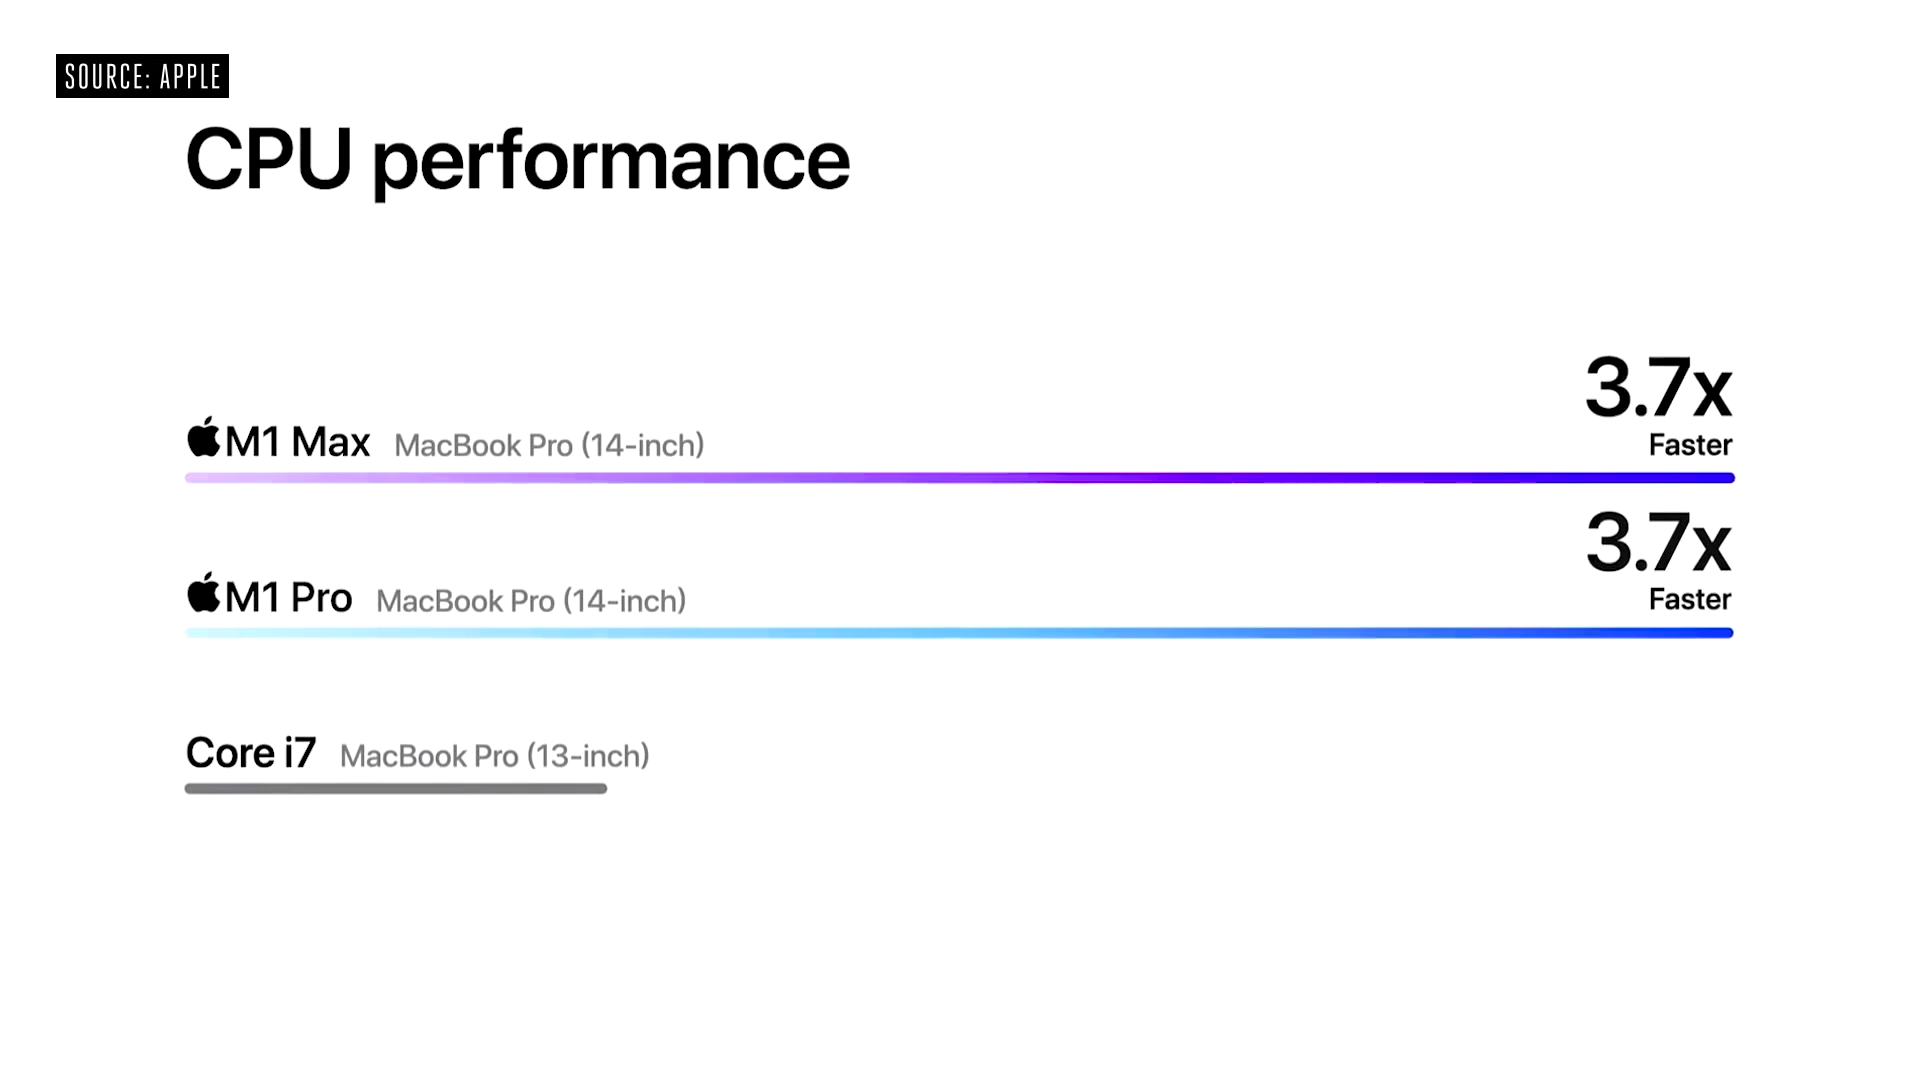 SOURCE: APPLE
CPU performance
3.7x
M1 Max MacBook Pro (14-inch)
Faster
3.7x
M1 Pro MacBook Pro (14-inch)
Faster
Core i7 MacBook Pro (13-inch)